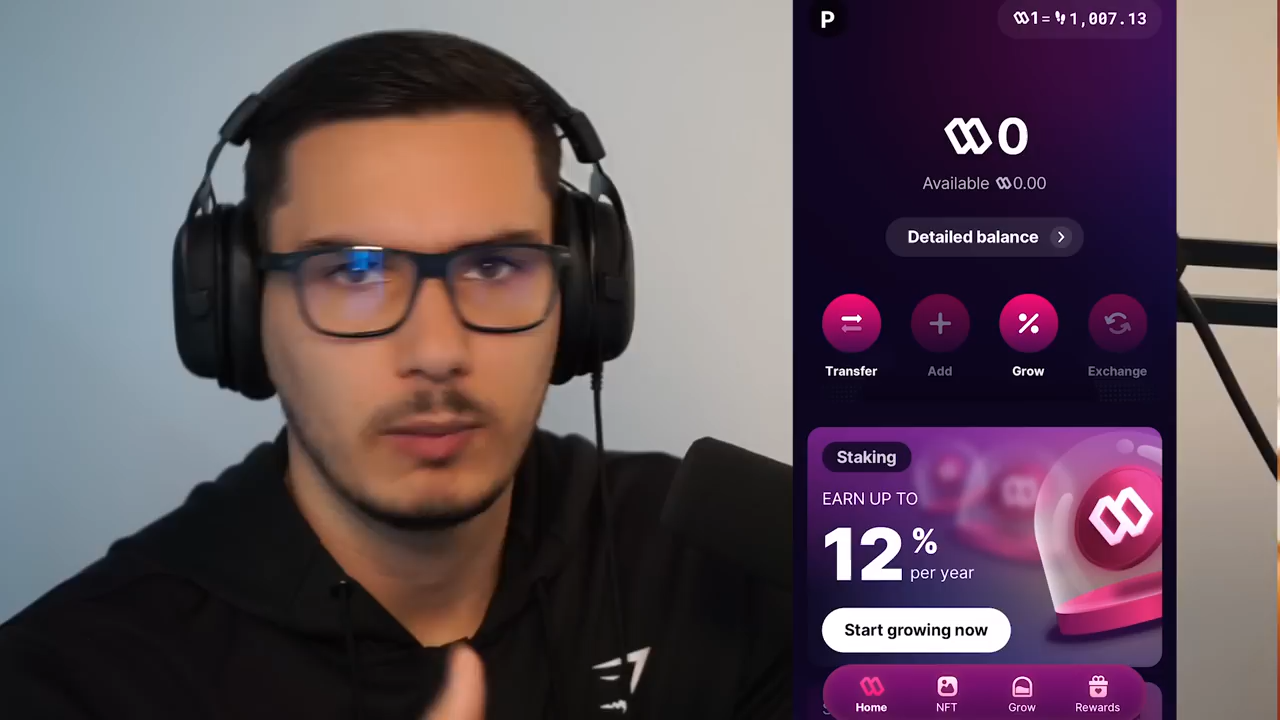 P
1= 1,007.13
0
Available 0.00
Detailed balance
Transfer
Add
Grow
Exchange
Staking
EARN UP TO
12%
per year
Start growing now
Home
NFT
Grow
Rewards